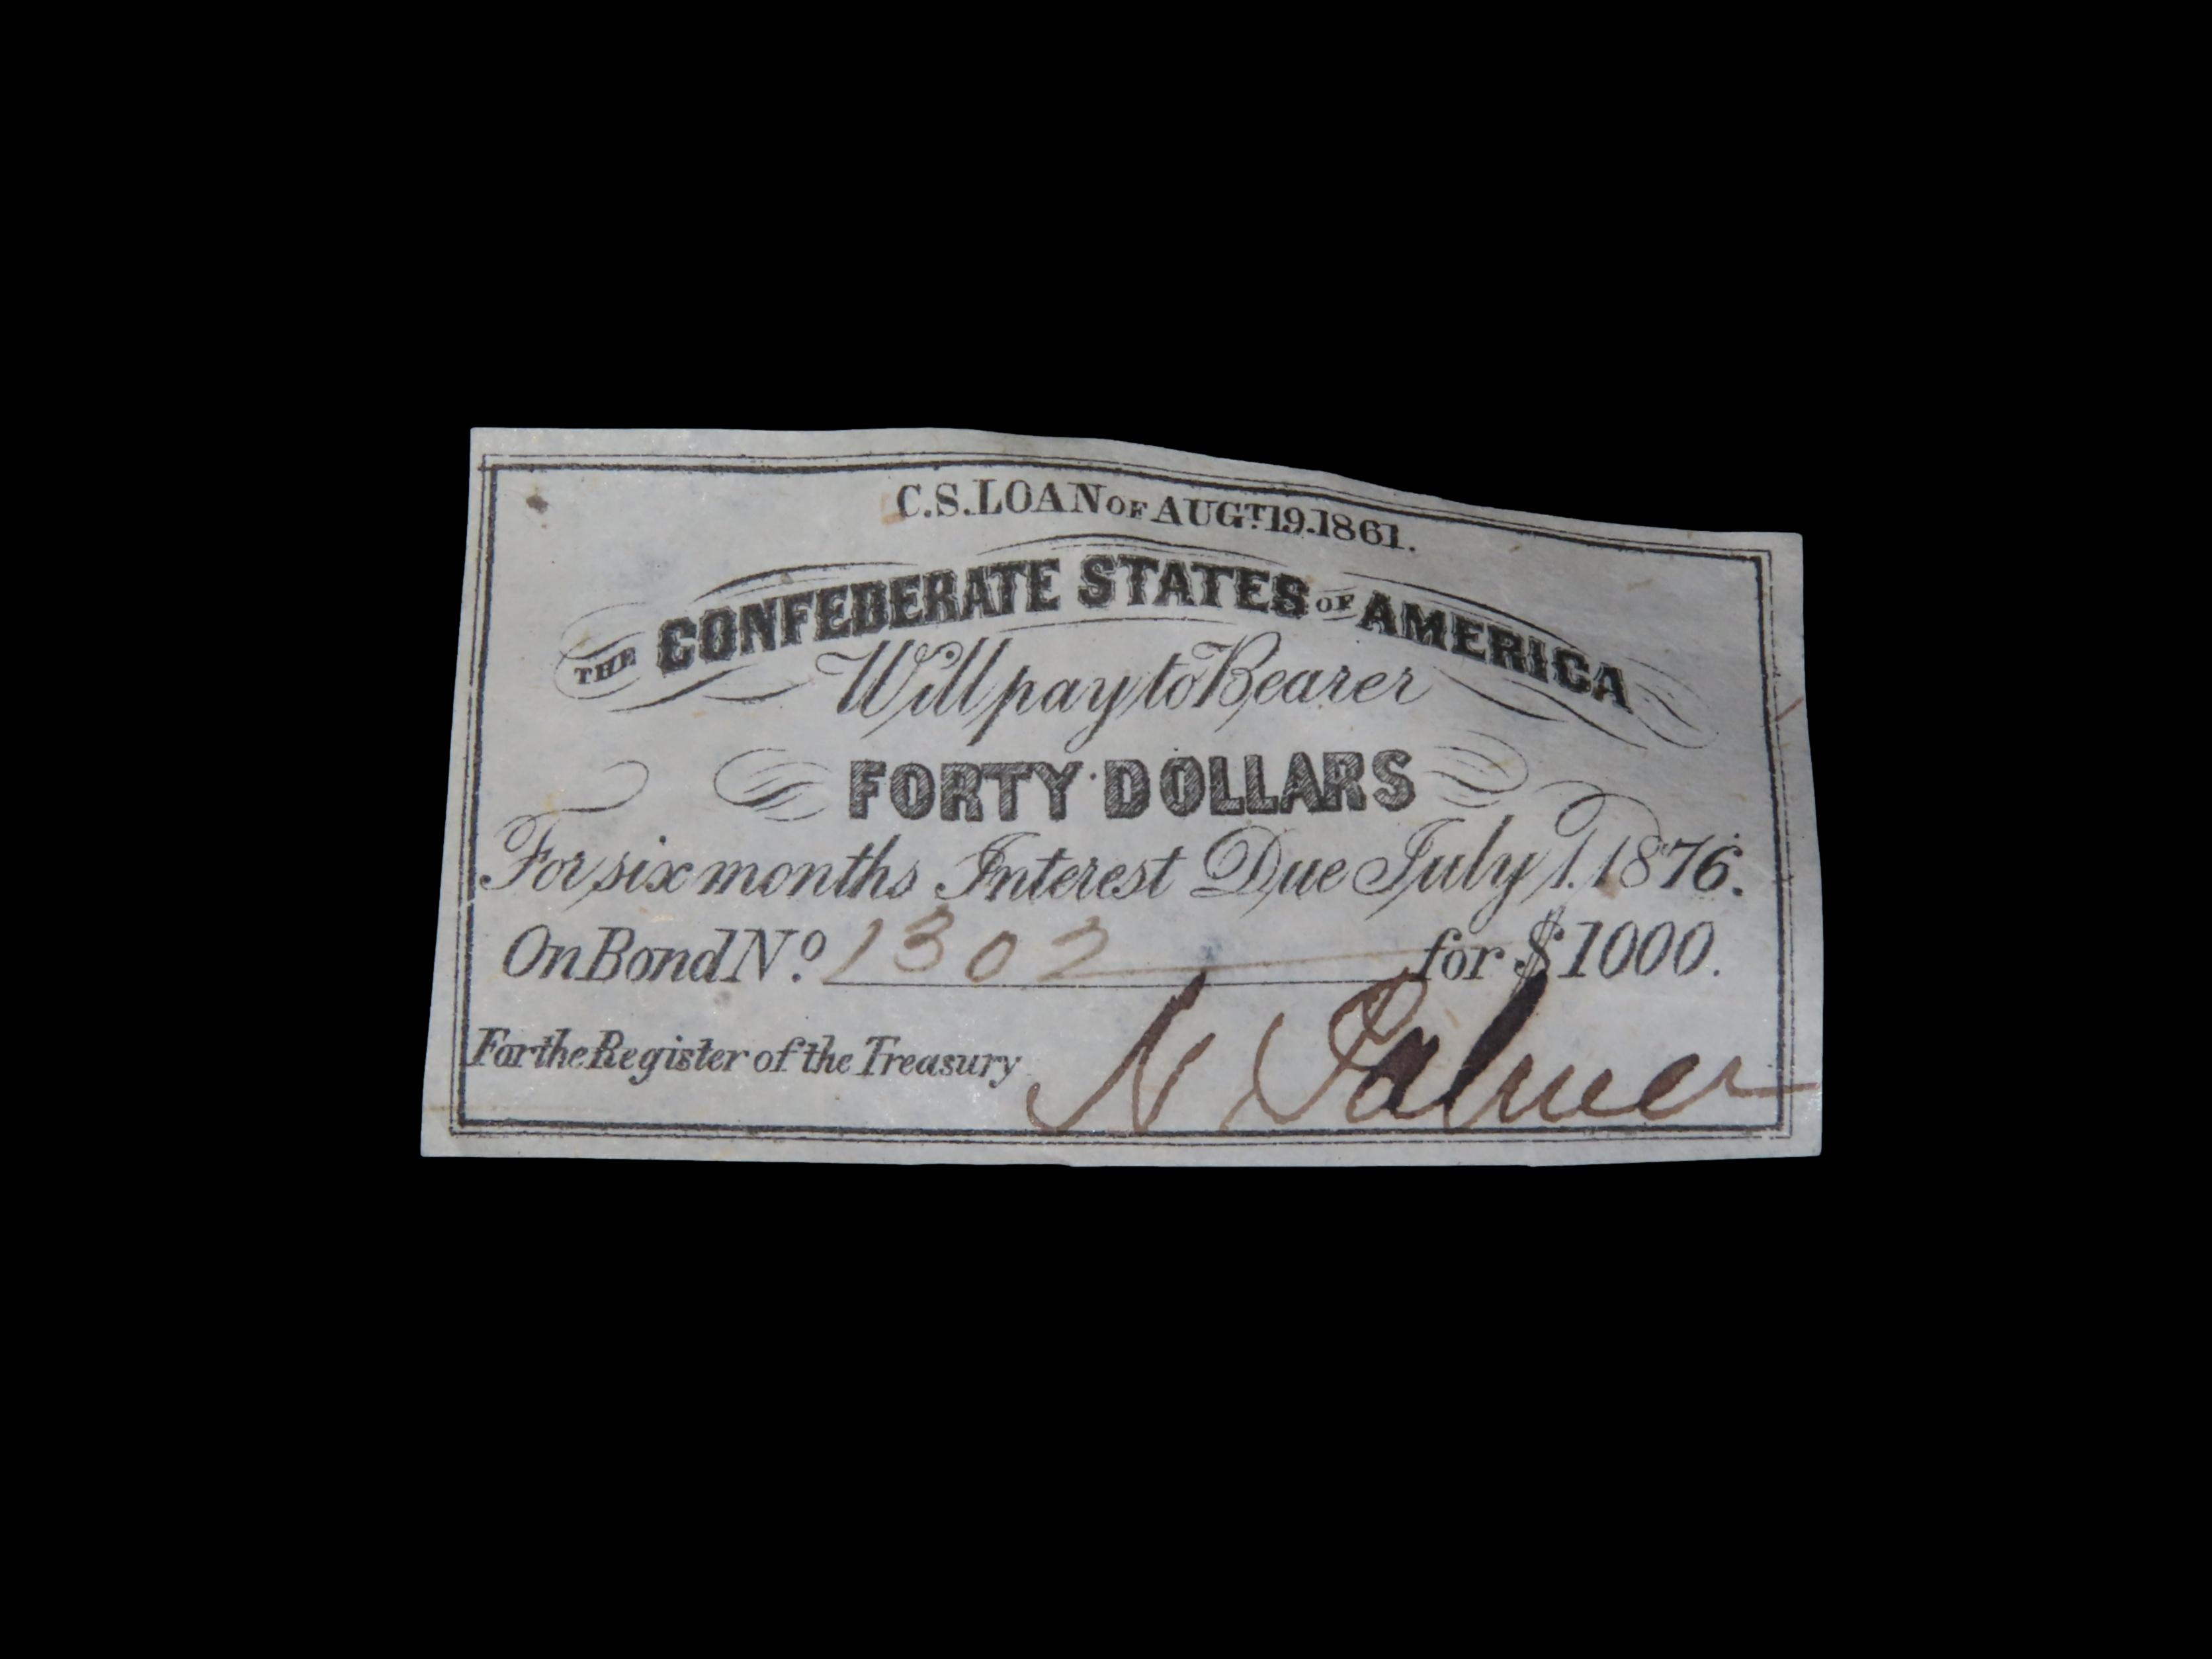 C.S. LOAN OF AUGT. 19. 1861.
THE CONFEDERATE STATES OF AMERICA
Will pay to Bearer
FORTY DOLLARS
For six months Interest Due July 1. 1876.
On Bond No. 1302 for $1000.
For the Register of the Treasury N Palmer